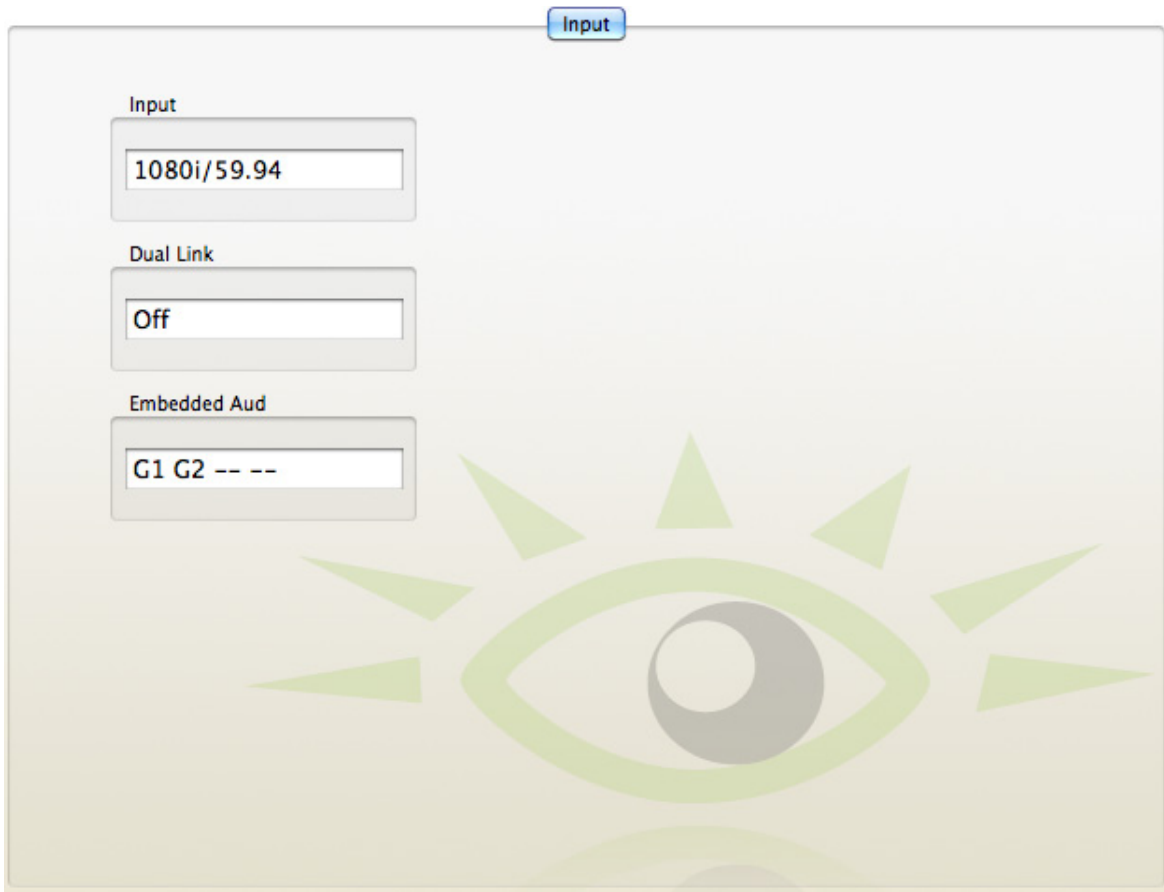 Input
Input
1080i/59.94
Dual Link
Off
Embedded Aud
G1 G2 -- --